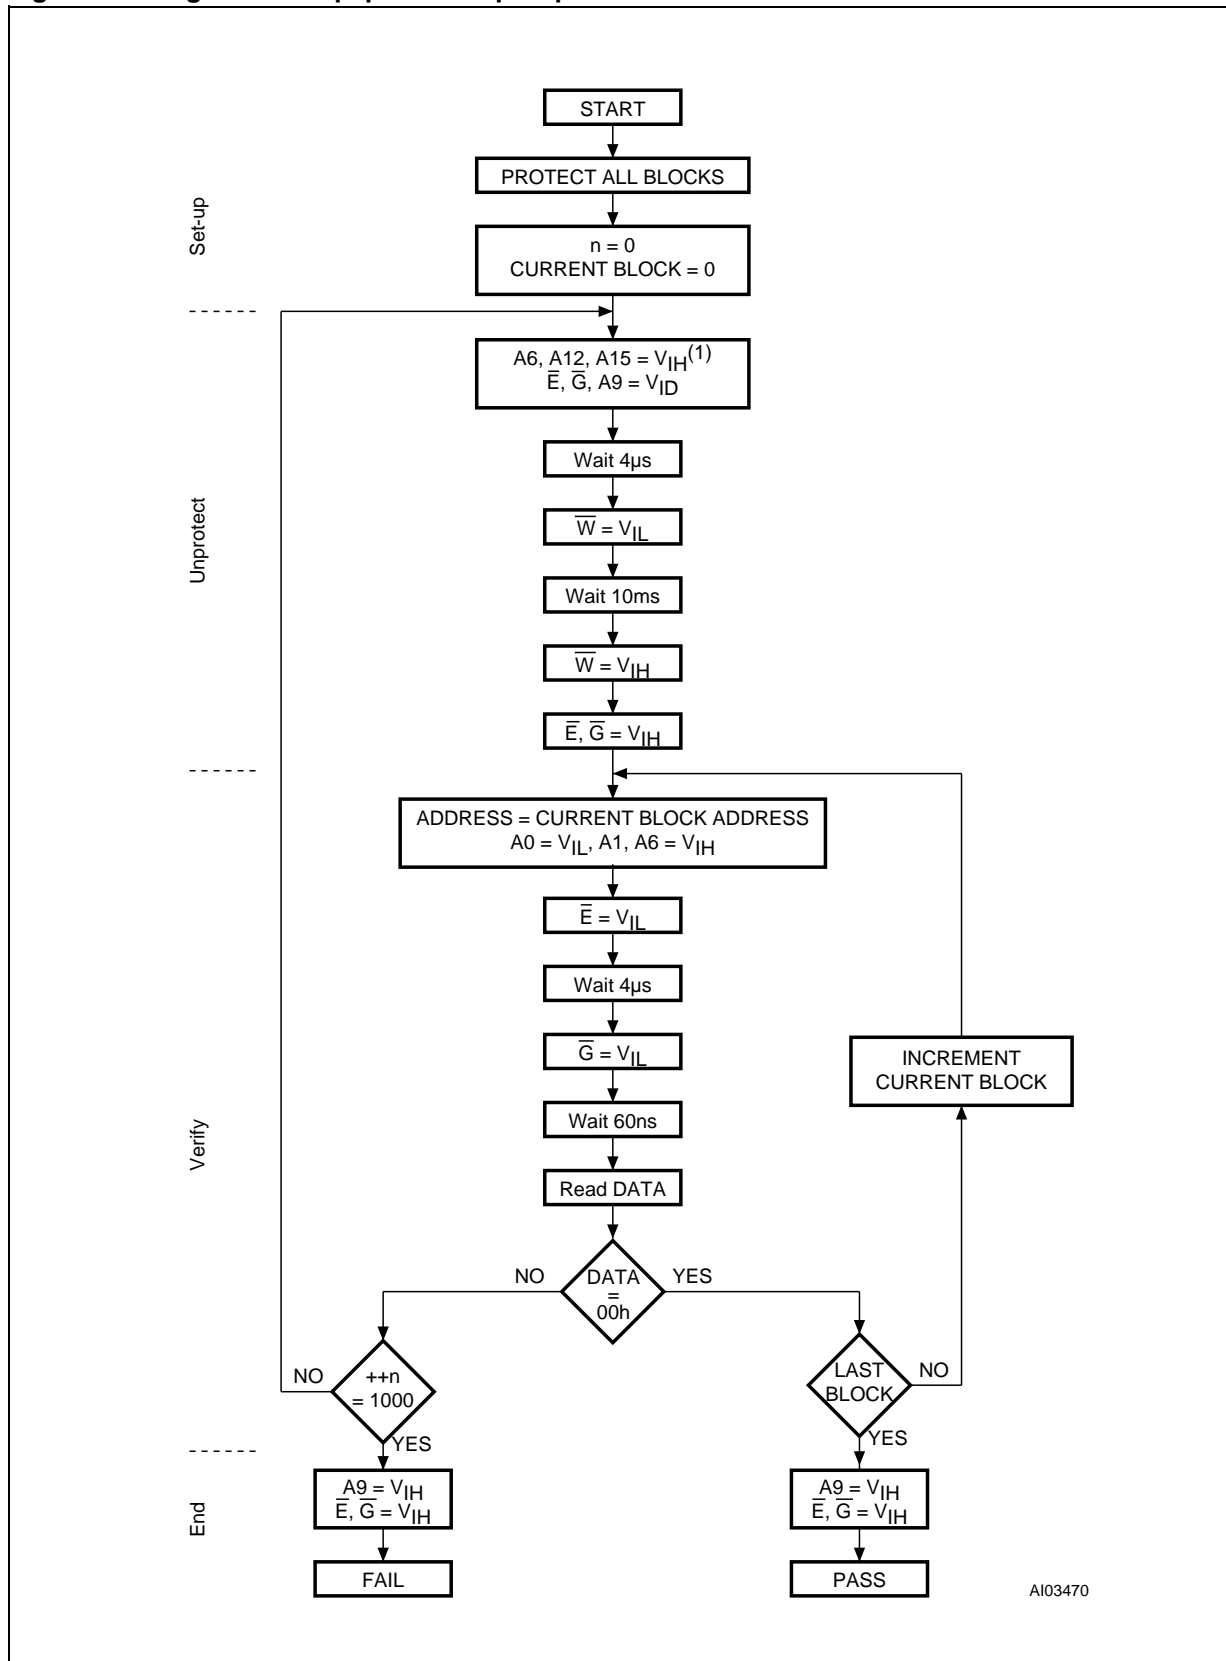 START
PROTECT ALL BLOCKS
Set-up
n = 0
CURRENT BLOCK = 0
A6, A12, A15 = VIH(1)
E̅, G̅, A9 = VID
Wait 4µs
Unprotect
W̅ = VIL
Wait 10ms
W̅ = VIH
E̅, G̅ = VIH
ADDRESS = CURRENT BLOCK ADDRESS
A0 = VIL, A1, A6 = VIH
E̅ = VIL
Wait 4µs
G̅ = VIL
INCREMENT
CURRENT BLOCK
Wait 60ns
Verify
Read DATA
NO
DATA
=
00h
YES
NO
++n
= 1000
YES
LAST
BLOCK
NO
YES
End
A9 = VIH
E̅, G̅ = VIH
FAIL
A9 = VIH
E̅, G̅ = VIH
PASS
AI03470